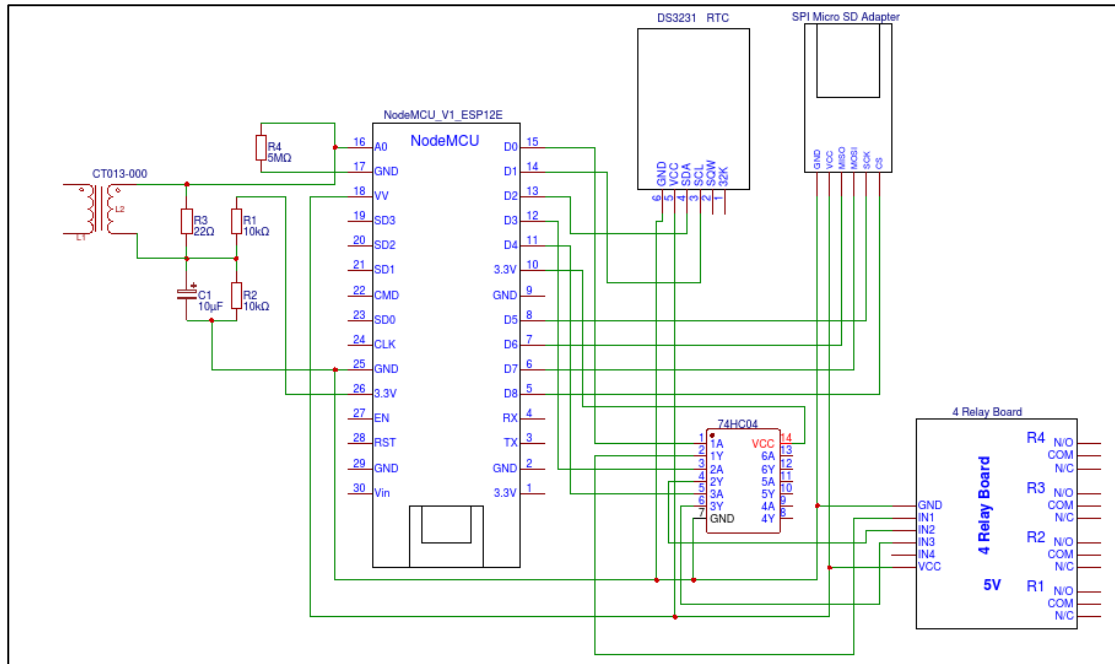 DS3231 RTC
GND
VCC
SDA
SCL
SQW
32K
6
5
4
3
2
1
SPI Micro SD Adapter
GND
VCC
MISO
MOSI
SCK
CS
NodeMCU_V1_ESP12E
NodeMCU
16 A0
17 GND
18 VV
19 SD3
20 SD2
21 SD1
22 CMD
23 SD0
24 CLK
25 GND
26 3.3V
27 EN
28 RST
29 GND
30 Vin
D0 15
D1 14
D2 13
D3 12
D4 11
3.3V 10
GND 9
D5 8
D6 7
D7 6
D8 5
RX 4
TX 3
GND 2
3.3V 1
R4
5MΩ
CT013-000
L1
L2
R3
22Ω
R1
10kΩ
C1
10µF
+
R2
10kΩ
74HC04
1 1A
2 1Y
3 2A
4 2Y
5 3A
6 3Y
7 GND
VCC 14
6A 13
6Y 12
5A 11
5Y 10
4A 9
4Y 8
4 Relay Board
GND
IN1
IN2
IN3
IN4
VCC
4 Relay Board
5V
R4 N/O
COM
N/C
R3 N/O
COM
N/C
R2 N/O
COM
N/C
R1 N/O
COM
N/C